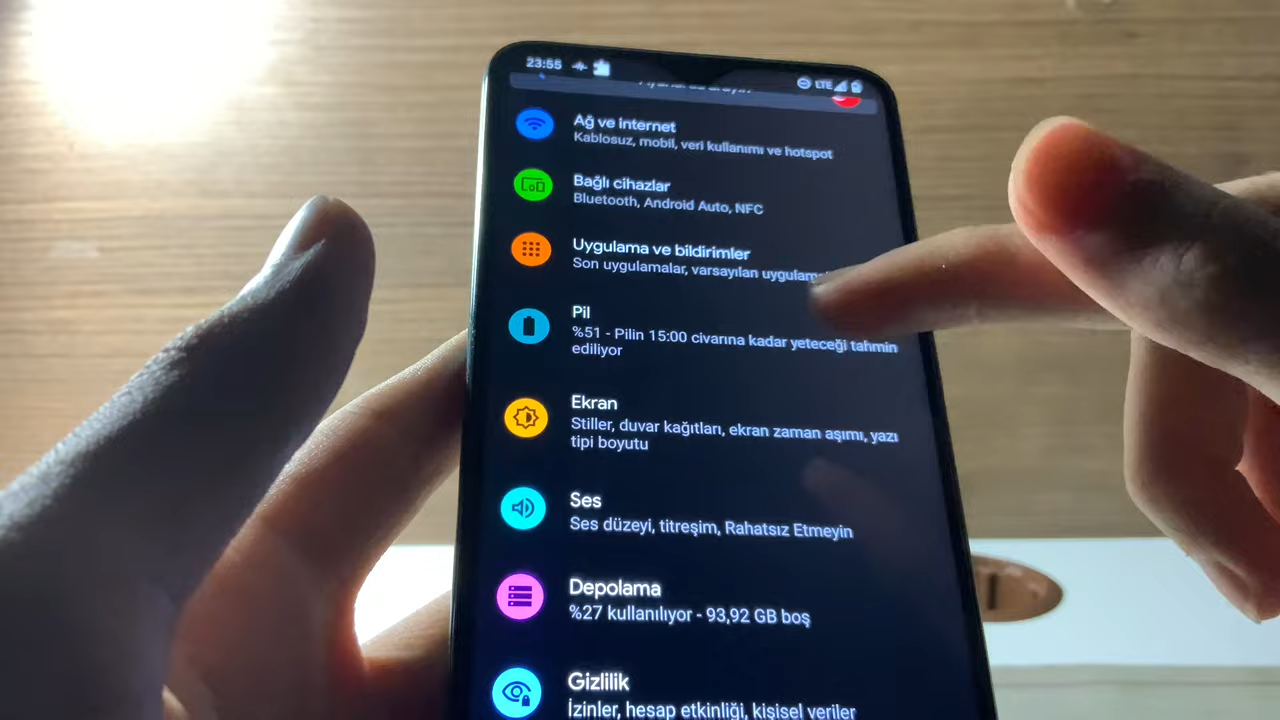 23:55
LTE
Ağ ve internet
Kablosuz, mobil, veri kullanımı ve hotspot
Bağlı cihazlar
Bluetooth, Android Auto, NFC
Uygulama ve bildirimler
Son uygulamalar, varsayılan
Pil
%51 - Pilin 15:00 civarına kadar yeteceği tahmin
ediliyor
Ekran
Stiller, duvar kağıtları, ekran zaman aşımı, yazı
tipi boyutu
Ses
Ses düzeyi, titreşim, Rahatsız Etmeyin
Depolama
%27 kullanılıyor - 93,92 GB boş
Gizlilik
İzinler, hesap etkinliği, kişisel veriler